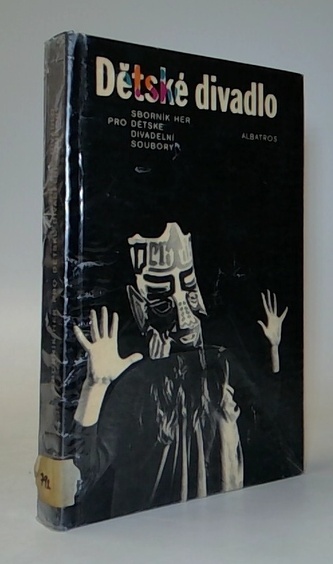 Dětské divadlo
SBORNÍK HER
PRO DĚTSKÉ
DIVADELNÍ
SOUBORY
ALBATROS